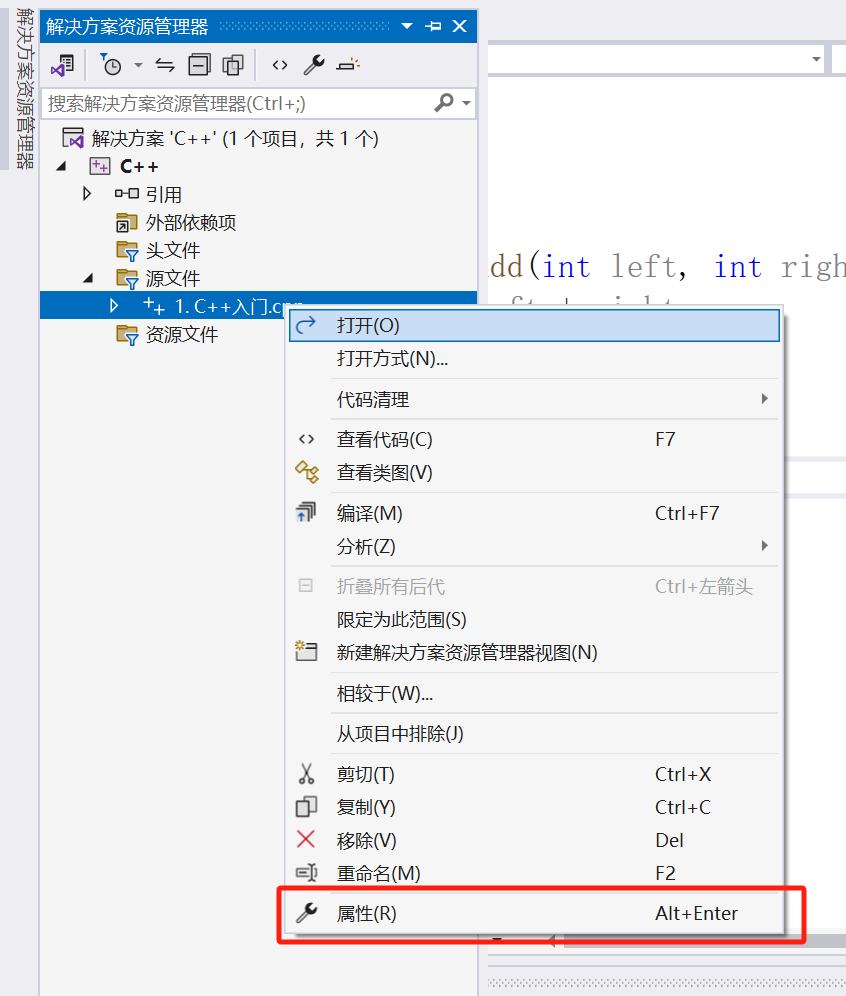 解决方案资源管理器
解决方案资源管理器
搜索解决方案资源管理器(Ctrl+;)
解决方案 'C++' (1 个项目，共 1 个)
C++
引用
外部依赖项
头文件
源文件
1. C++入门.cpp
资源文件
dd(int left, int righ
打开(O)
打开方式(N)...
代码清理
查看代码(C) F7
查看类图(V)
编译(M) Ctrl+F7
分析(Z)
折叠所有后代 Ctrl+左箭头
限定为此范围(S)
新建解决方案资源管理器视图(N)
相较于(W)...
从项目中排除(J)
剪切(T) Ctrl+X
复制(Y) Ctrl+C
移除(V) Del
重命名(M) F2
属性(R) Alt+Enter